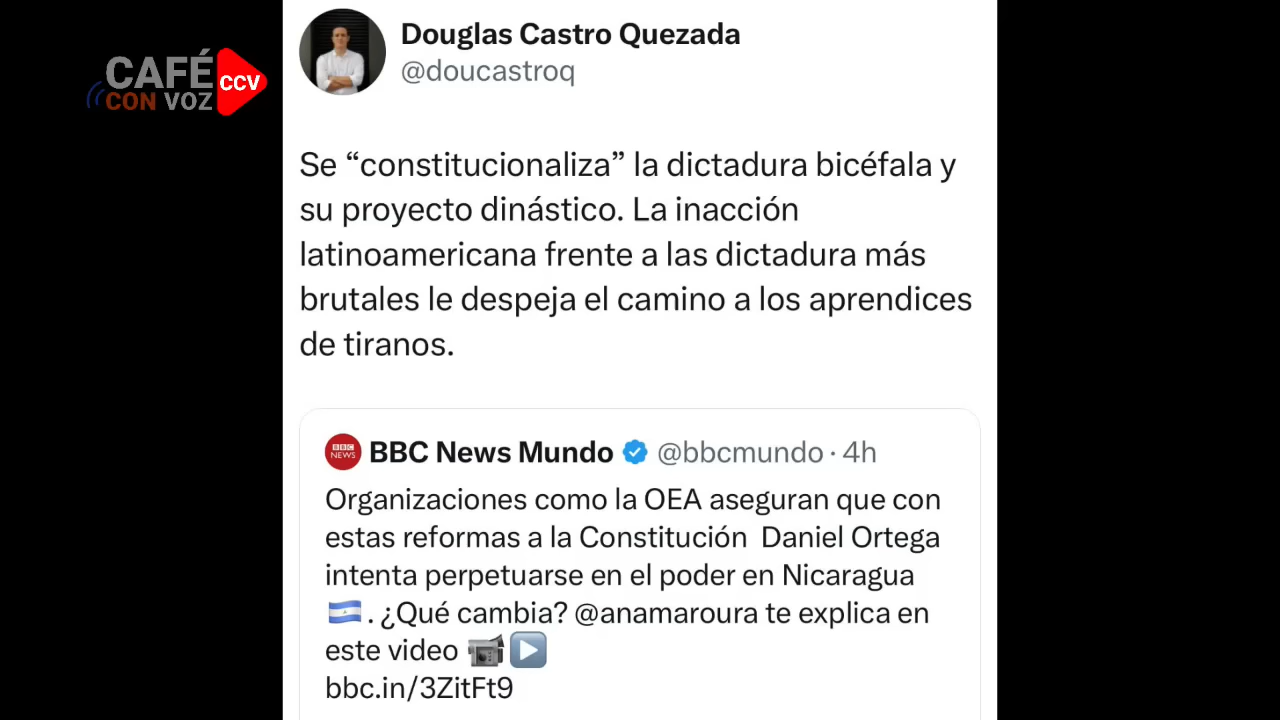 CAFÉ
CON VOZ
CCV
Douglas Castro Quezada
@doucastroq
Se “constitucionaliza” la dictadura bicéfala y
su proyecto dinástico. La inacción
latinoamericana frente a las dictadura más
brutales le despeja el camino a los aprendices
de tiranos.
BBC NEWS
BBC News Mundo @bbcmundo · 4h
Organizaciones como la OEA aseguran que con
estas reformas a la Constitución Daniel Ortega
intenta perpetuarse en el poder en Nicaragua
🇳🇮. ¿Qué cambia? @anamaroura te explica en
este video 📹▶️
bbc.in/3ZitFt9